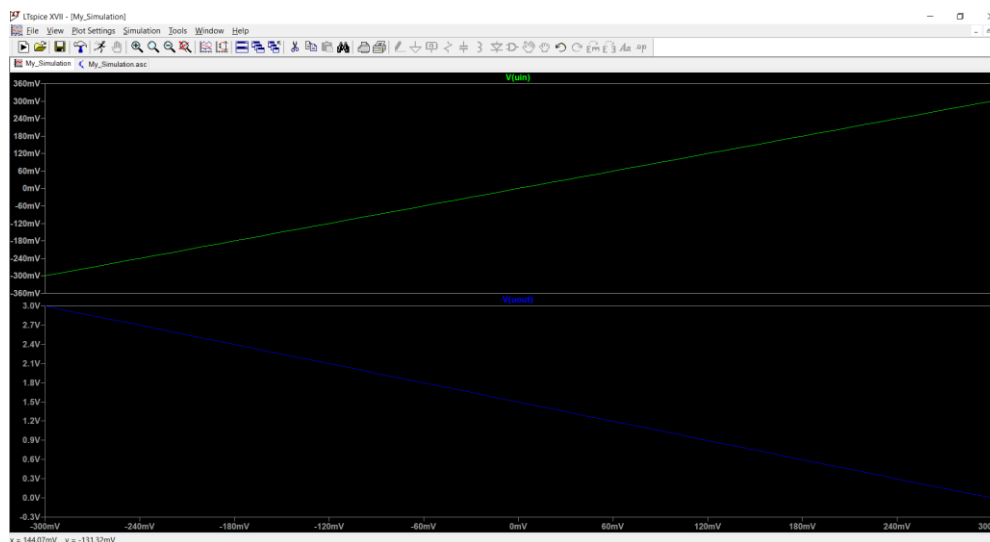 LTspice XVII - [My_Simulation]
File View Plot Settings Simulation Tools Window Help
My_Simulation My_Simulation.asc
V(uin)
360mV
300mV
240mV
180mV
120mV
60mV
0mV
-60mV
-120mV
-180mV
-240mV
-300mV
-360mV
V(uout)
3.0V
2.7V
2.4V
2.1V
1.8V
1.5V
1.2V
0.9V
0.6V
0.3V
0.0V
-0.3V
-300mV -240mV -180mV -120mV -60mV 0mV 60mV 120mV 180mV 240mV 300
x = 144.07mV y = -131.32mV